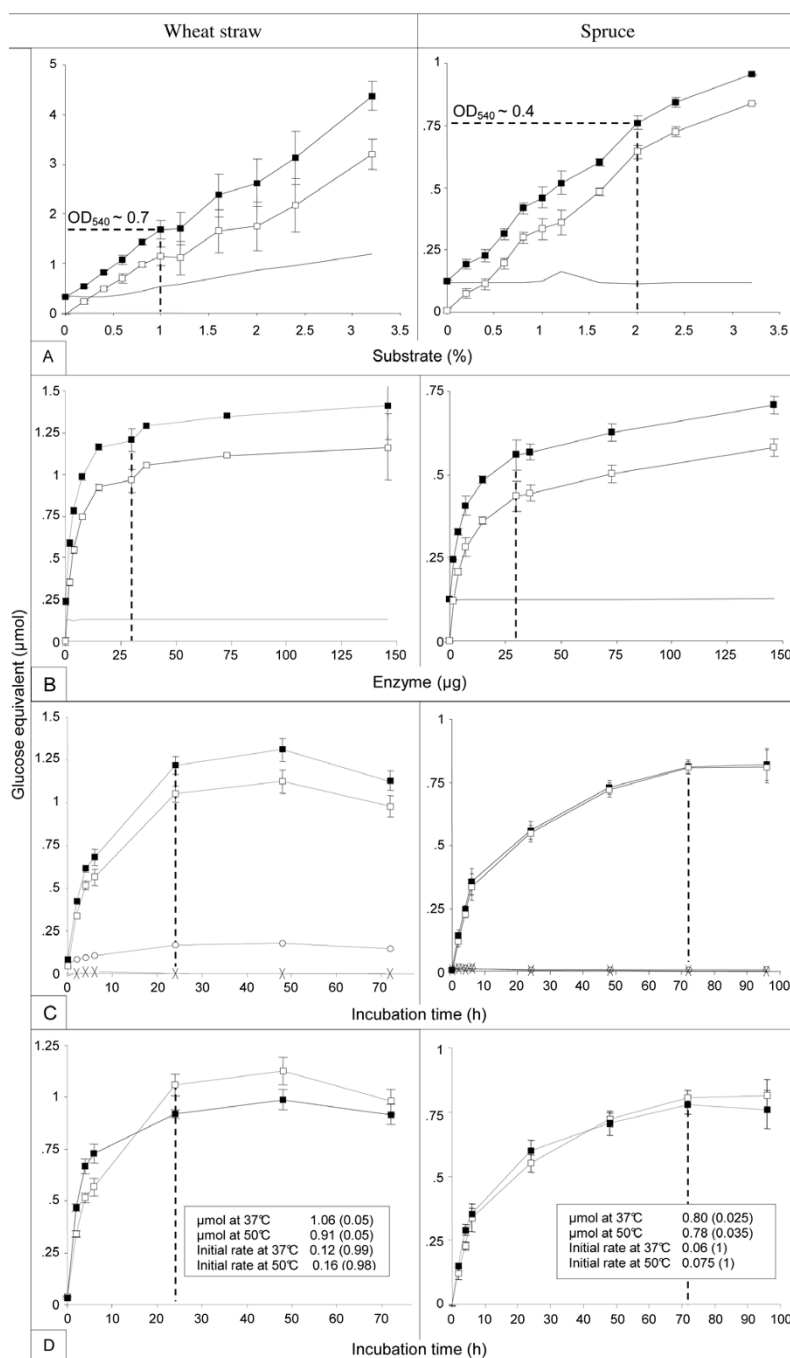 Wheat straw Spruce
5
4
3
2
1
0
OD540 ~ 0.7
0 0.5 1 1.5 2 2.5 3 3.5
1
.75
.5
.25
0
OD540 ~ 0.4
0 0.5 1 1.5 2 2.5 3 3.5
A
Substrate (%)
1.5
1.25
1
.75
.5
.25
0
0 25 50 75 100 125 150
0.75
.5
.25
0
0 25 50 75 100 125 150
B
Enzyme (µg)
Glucose equivalent (µmol)
1.5
1.25
1
.75
.5
.25
0
0 10 20 30 40 50 60 70
1
.75
.5
.25
0
0 10 20 30 40 50 60 70 80 90 100
C
Incubation time (h) Incubation time (h)
1.25
1
.75
.5
.25
0
µmol at 37°C 1.06 (0.05)
µmol at 50°C 0.91 (0.05)
Initial rate at 37°C 0.12 (0.99)
Initial rate at 50°C 0.16 (0.98)
0 10 20 30 40 50 60 70
1
.75
.5
.25
0
µmol at 37°C 0.80 (0.025)
µmol at 50°C 0.78 (0.035)
Initial rate at 37°C 0.06 (1)
Initial rate at 50°C 0.075 (1)
0 10 20 30 40 50 60 70 80 90 100
D
Incubation time (h) Incubation time (h)